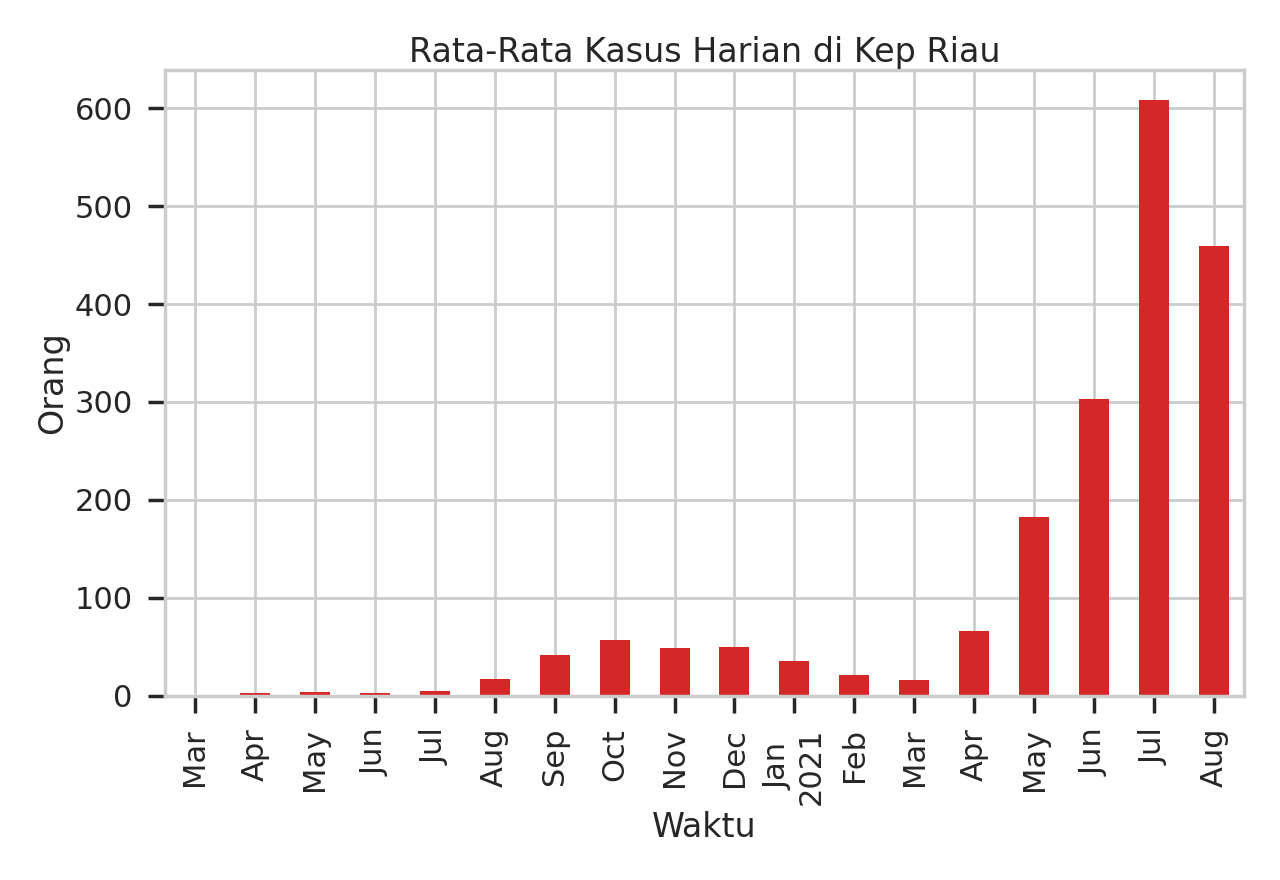 Rata-Rata Kasus Harian di Kep Riau
600
500
400
300
200
100
0
Orang
Mar
Apr
May
Jun
Jul
Aug
Sep
Oct
Nov
Dec
Jan
2021
Feb
Mar
Apr
May
Jun
Jul
Aug
Waktu